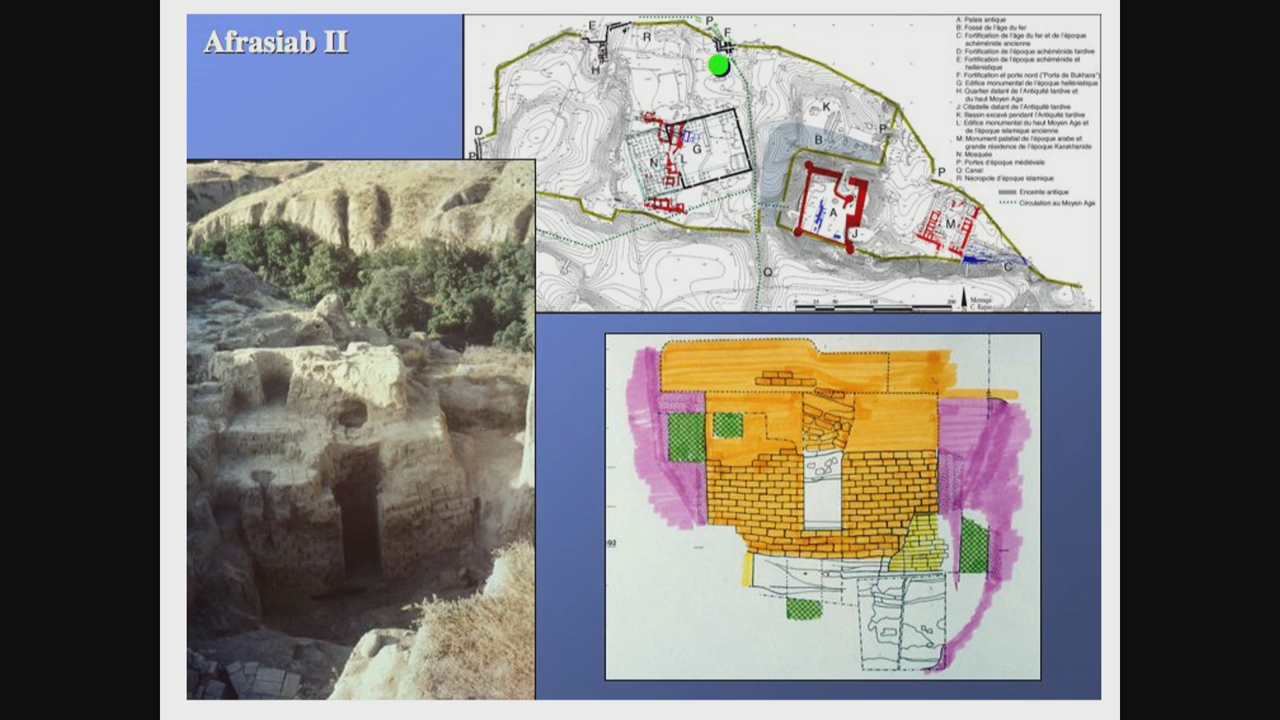 Afrasiab II
A: Palais antique
B: Fossé de l'âge du fer
C: Fortification de l'âge du fer et de l'époque
achéménide ancienne
D: Fortification de l'époque achéménide tardive
E: Fortification de l'époque achéménide et
hellénistique
F: Fortification et porte nord ("Porte de Bukhara")
G: Edifice monumental de l'époque hellénistique
H: Quartier datant de l'Antiquité tardive et
du haut Moyen Age
J: Citadelle datant de l'Antiquité tardive
K: Bassin excavé pendant l'Antiquité tardive
L: Edifice monumental du haut Moyen Age et
de l'époque islamique ancienne
M: Monument palatial de l'époque arabe et
grande résidence de l'époque Karakhanide
N: Mosquée
P: Portes d'époque médiévale
Q: Canal
R: Nécropole d'époque islamique
Enceinte antique
Circulation au Moyen Age
E
R
P
F
H
D
P
K
B
P
P
G
N
L
A
J
M
C
Q
Montage